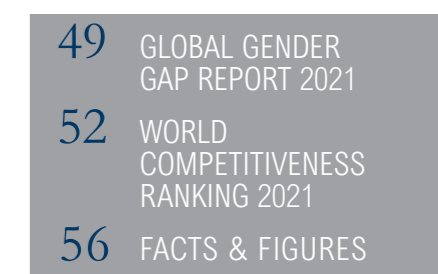 49 GLOBAL GENDER
GAP REPORT 2021
52 WORLD
COMPETITIVENESS
RANKING 2021
56 FACTS & FIGURES